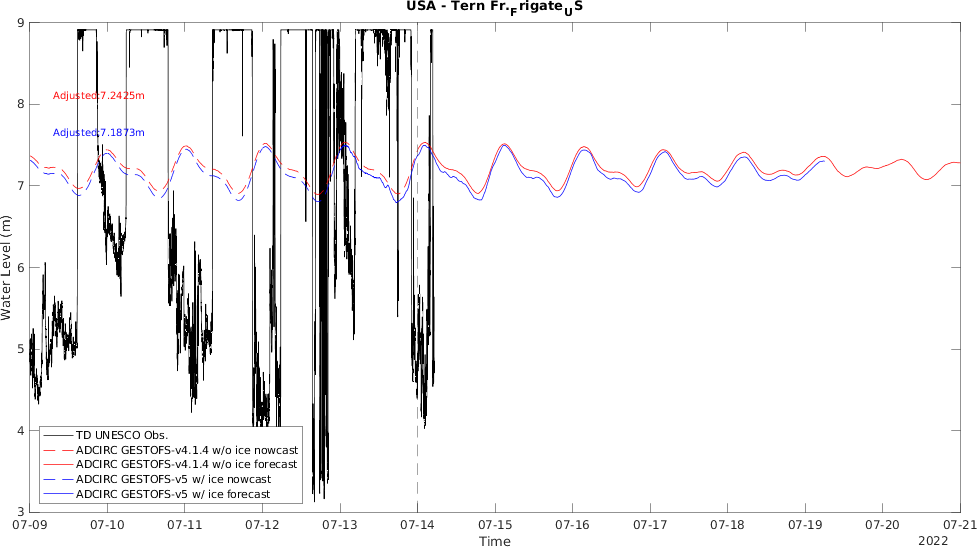 USA - Tern Fr.FrigateUS
9
8
7
6
5
4
3
Water Level (m)
Adjusted:7.2425m
Adjusted:7.1873m
TD UNESCO Obs.
ADCIRC GESTOFS-v4.1.4 w/o ice nowcast
ADCIRC GESTOFS-v4.1.4 w/o ice forecast
ADCIRC GESTOFS-v5 w/ ice nowcast
ADCIRC GESTOFS-v5 w/ ice forecast
07-09 07-10 07-11 07-12 07-13 07-14 07-15 07-16 07-17 07-18 07-19 07-20 07-21
Time
2022